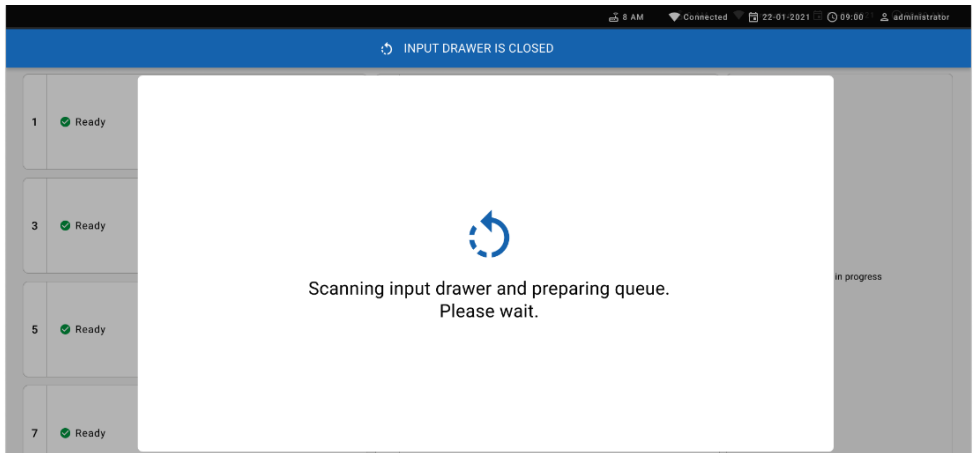 8 AM Connected 22-01-2021 09:00 administrator
INPUT DRAWER IS CLOSED
1 Ready
3 Ready
in progress
Scanning input drawer and preparing queue.
Please wait.
5 Ready
7 Ready